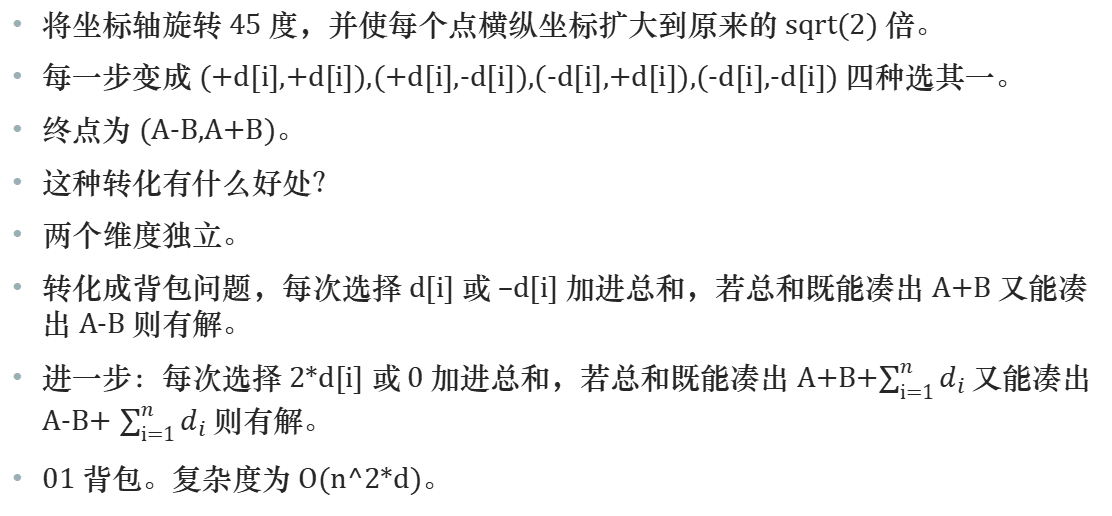 • 将坐标轴旋转 45 度，并使每个点横纵坐标扩大到原来的 sqrt(2) 倍。
• 每一步变成 (+d[i],+d[i]),(+d[i],-d[i]),(-d[i],+d[i]),(-d[i],-d[i]) 四种选其一。
• 终点为 (A-B,A+B)。
• 这种转化有什么好处？
• 两个维度独立。
• 转化成背包问题，每次选择 d[i] 或 –d[i] 加进总和，若总和既能凑出 A+B 又能凑
出 A-B 则有解。
• 进一步：每次选择 2*d[i] 或 0 加进总和，若总和既能凑出 A+B+∑_{i=1}^{n} d_i 又能凑出
A-B+ ∑_{i=1}^{n} d_i 则有解。
• 01 背包。复杂度为 O(n^2*d)。